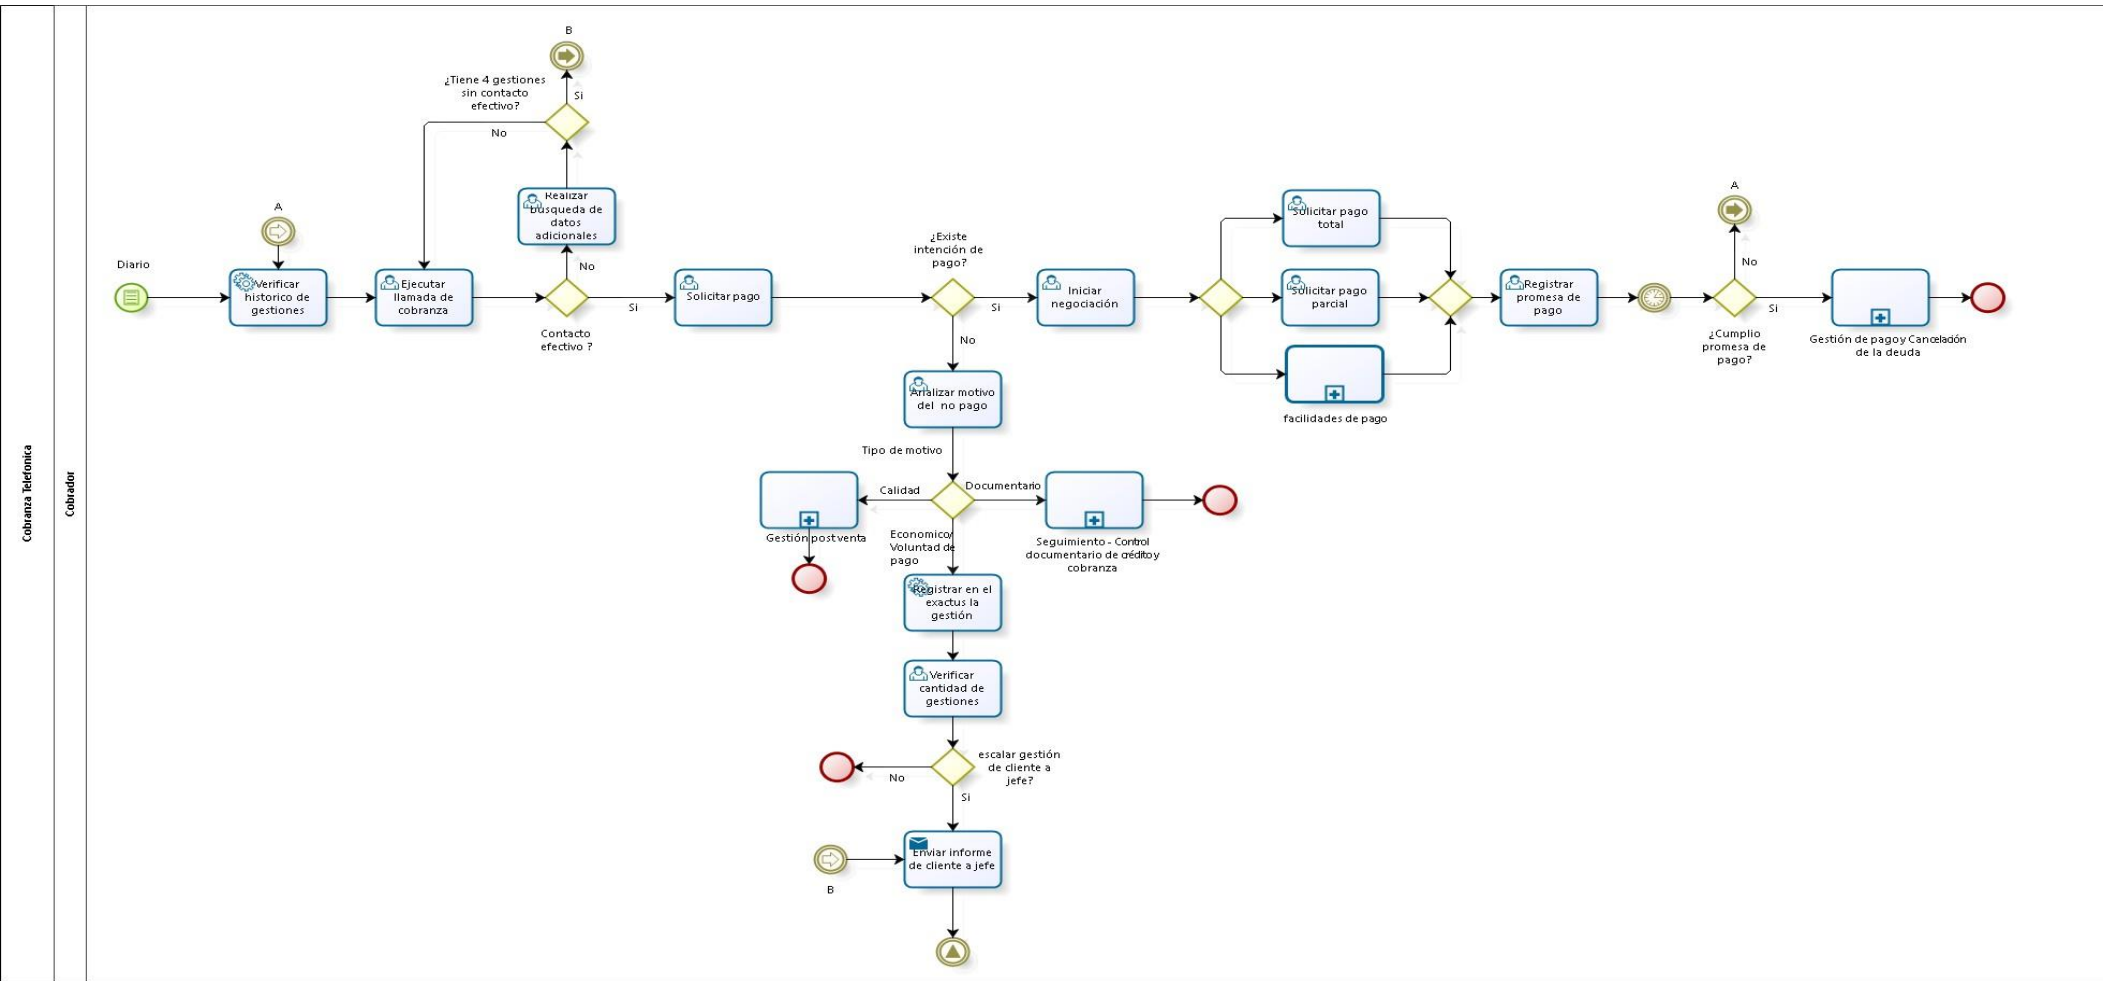 Cobranza Telefonica
Cobrador
Diario
A
Verificar
historico de
gestiones
Ejecutar
llamada de
cobranza
B
¿Tiene 4 gestiones
sin contacto
efectivo?
Si
No
Realizar
búsqueda de
datos
adicionales
No
Contacto
efectivo ?
Si
Solicitar pago
¿Existe
intención de
pago?
Si
No
Iniciar
negociación
Solicitar pago
total
Solicitar pago
parcial
facilidades de pago
Registrar
promesa de
pago
A
No
¿Cumplio
promesa de
pago?
Si
Gestión de pago y Cancelación
de la deuda
Analizar motivo
del no pago
Tipo de motivo
Calidad
Documentario
Gestión postventa
Economico/
Voluntad de
pago
Seguimiento - Control
documentario de crédito y
cobranza
Registrar en el
exactus la
gestión
Verificar
cantidad de
gestiones
escalar gestión
de cliente a
jefe?
No
Si
Enviar informe
de cliente a jefe
B